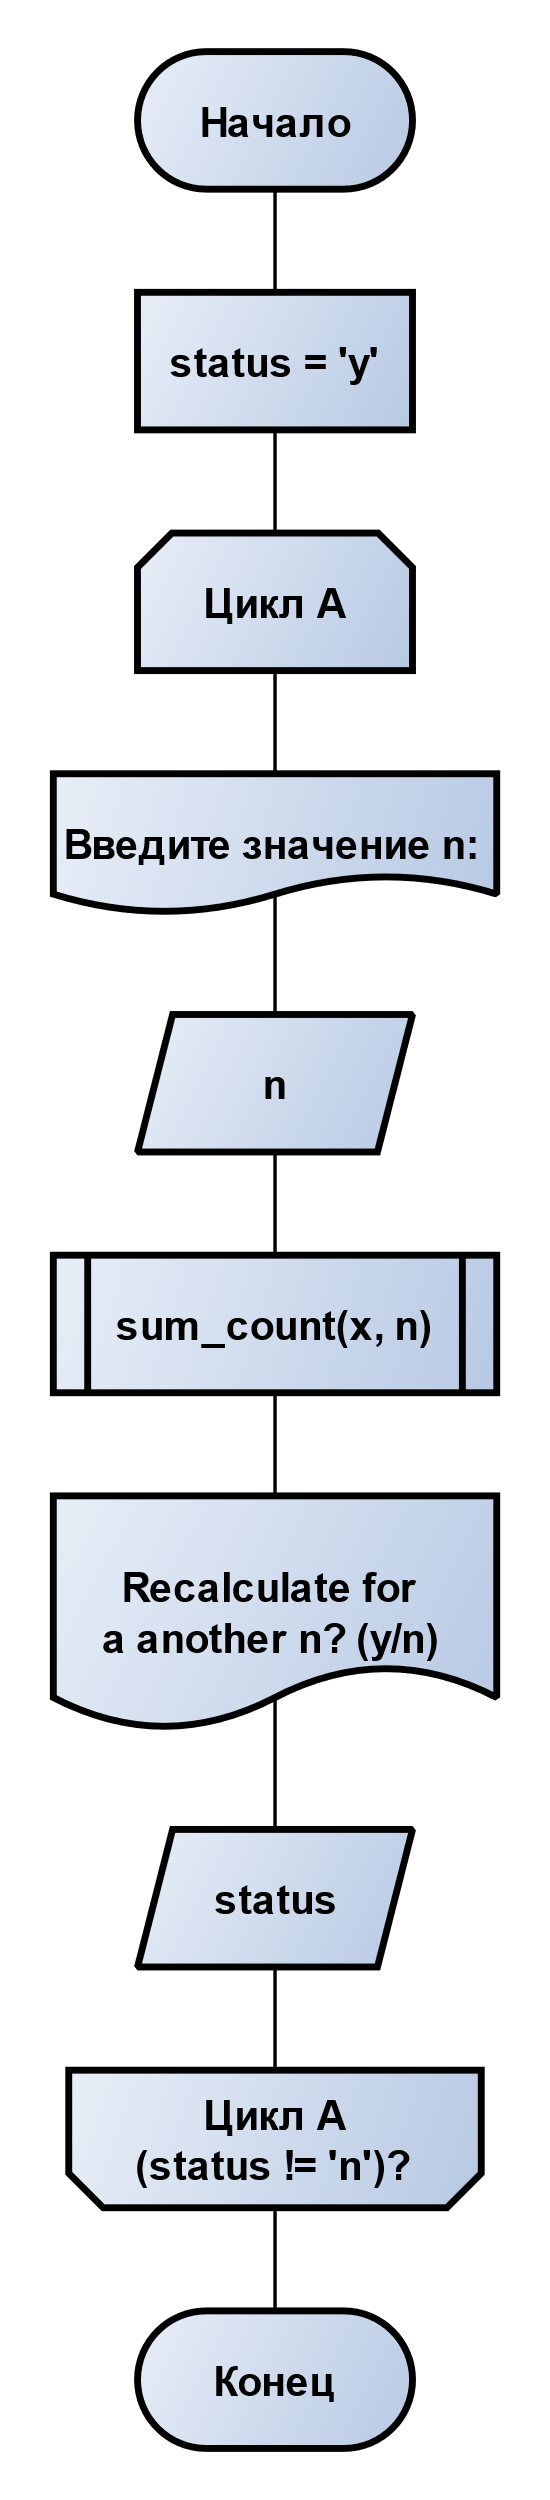 Начало
status = 'y'
Цикл А
Введите значение n:
n
sum_count(x, n)
Recalculate for
a another n? (y/n)
status
Цикл А
(status != 'n')?
Конец